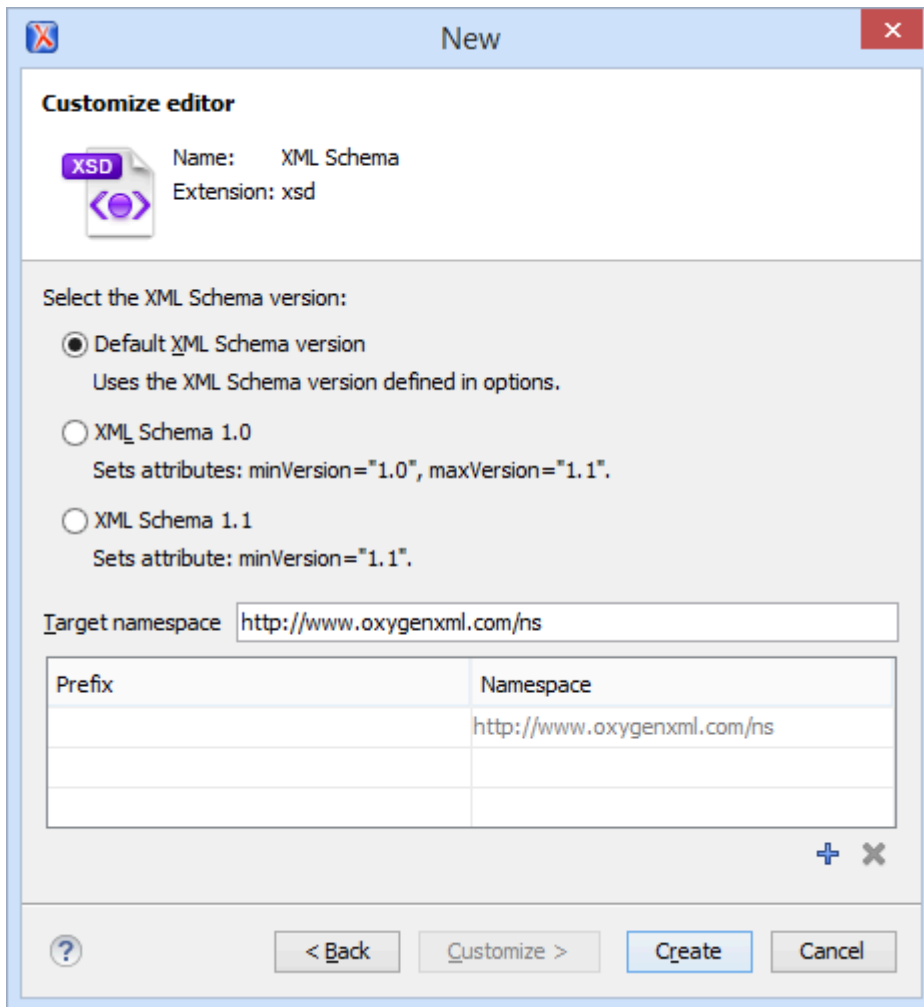 New
Customize editor
XSD
Name: XML Schema
Extension: xsd
Select the XML Schema version:
Default XML Schema version
Uses the XML Schema version defined in options.
XML Schema 1.0
Sets attributes: minVersion="1.0", maxVersion="1.1".
XML Schema 1.1
Sets attribute: minVersion="1.1".
Target namespace http://www.oxygenxml.com/ns
Prefix Namespace
http://www.oxygenxml.com/ns
? < Back Customize > Create Cancel